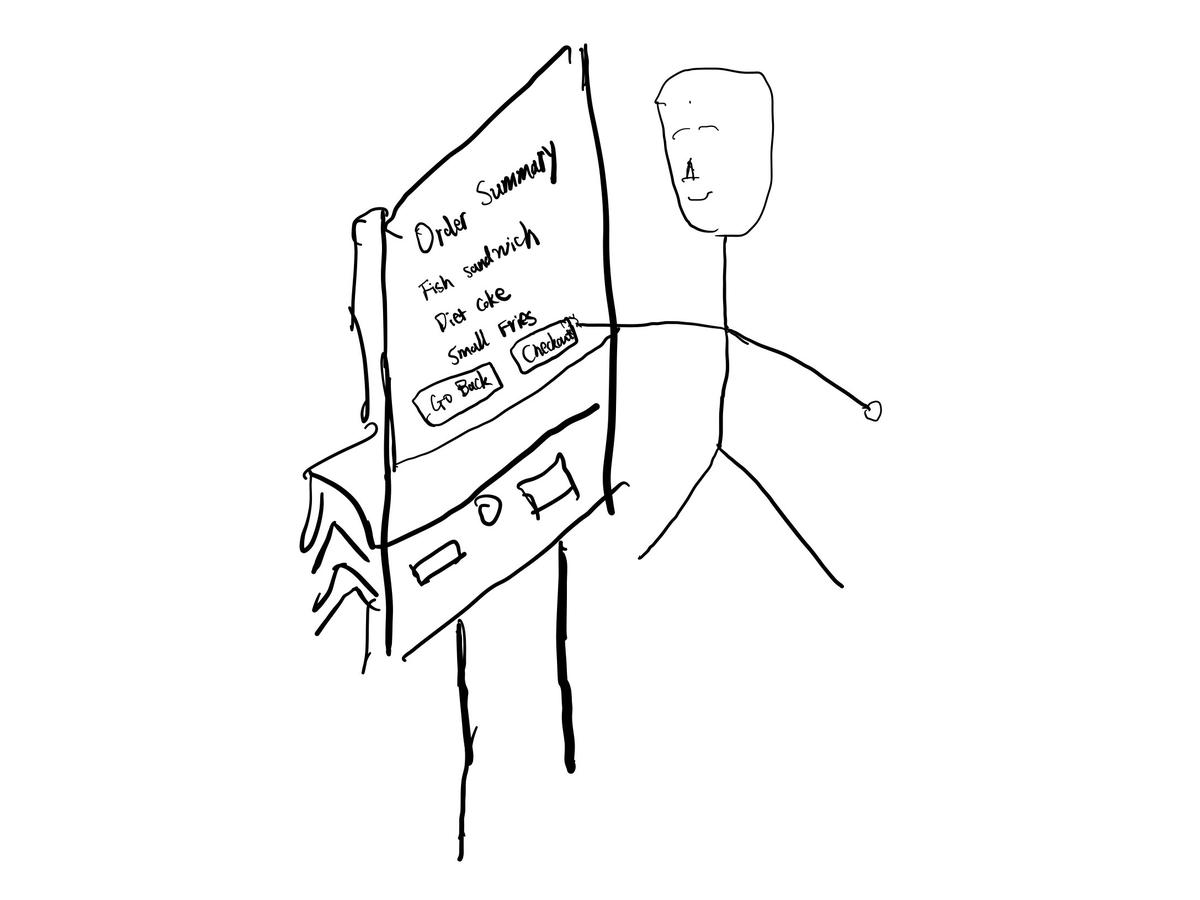 Order Summary
Fish sandwich
Diet coke
Small Fries
Go Back
Checkout